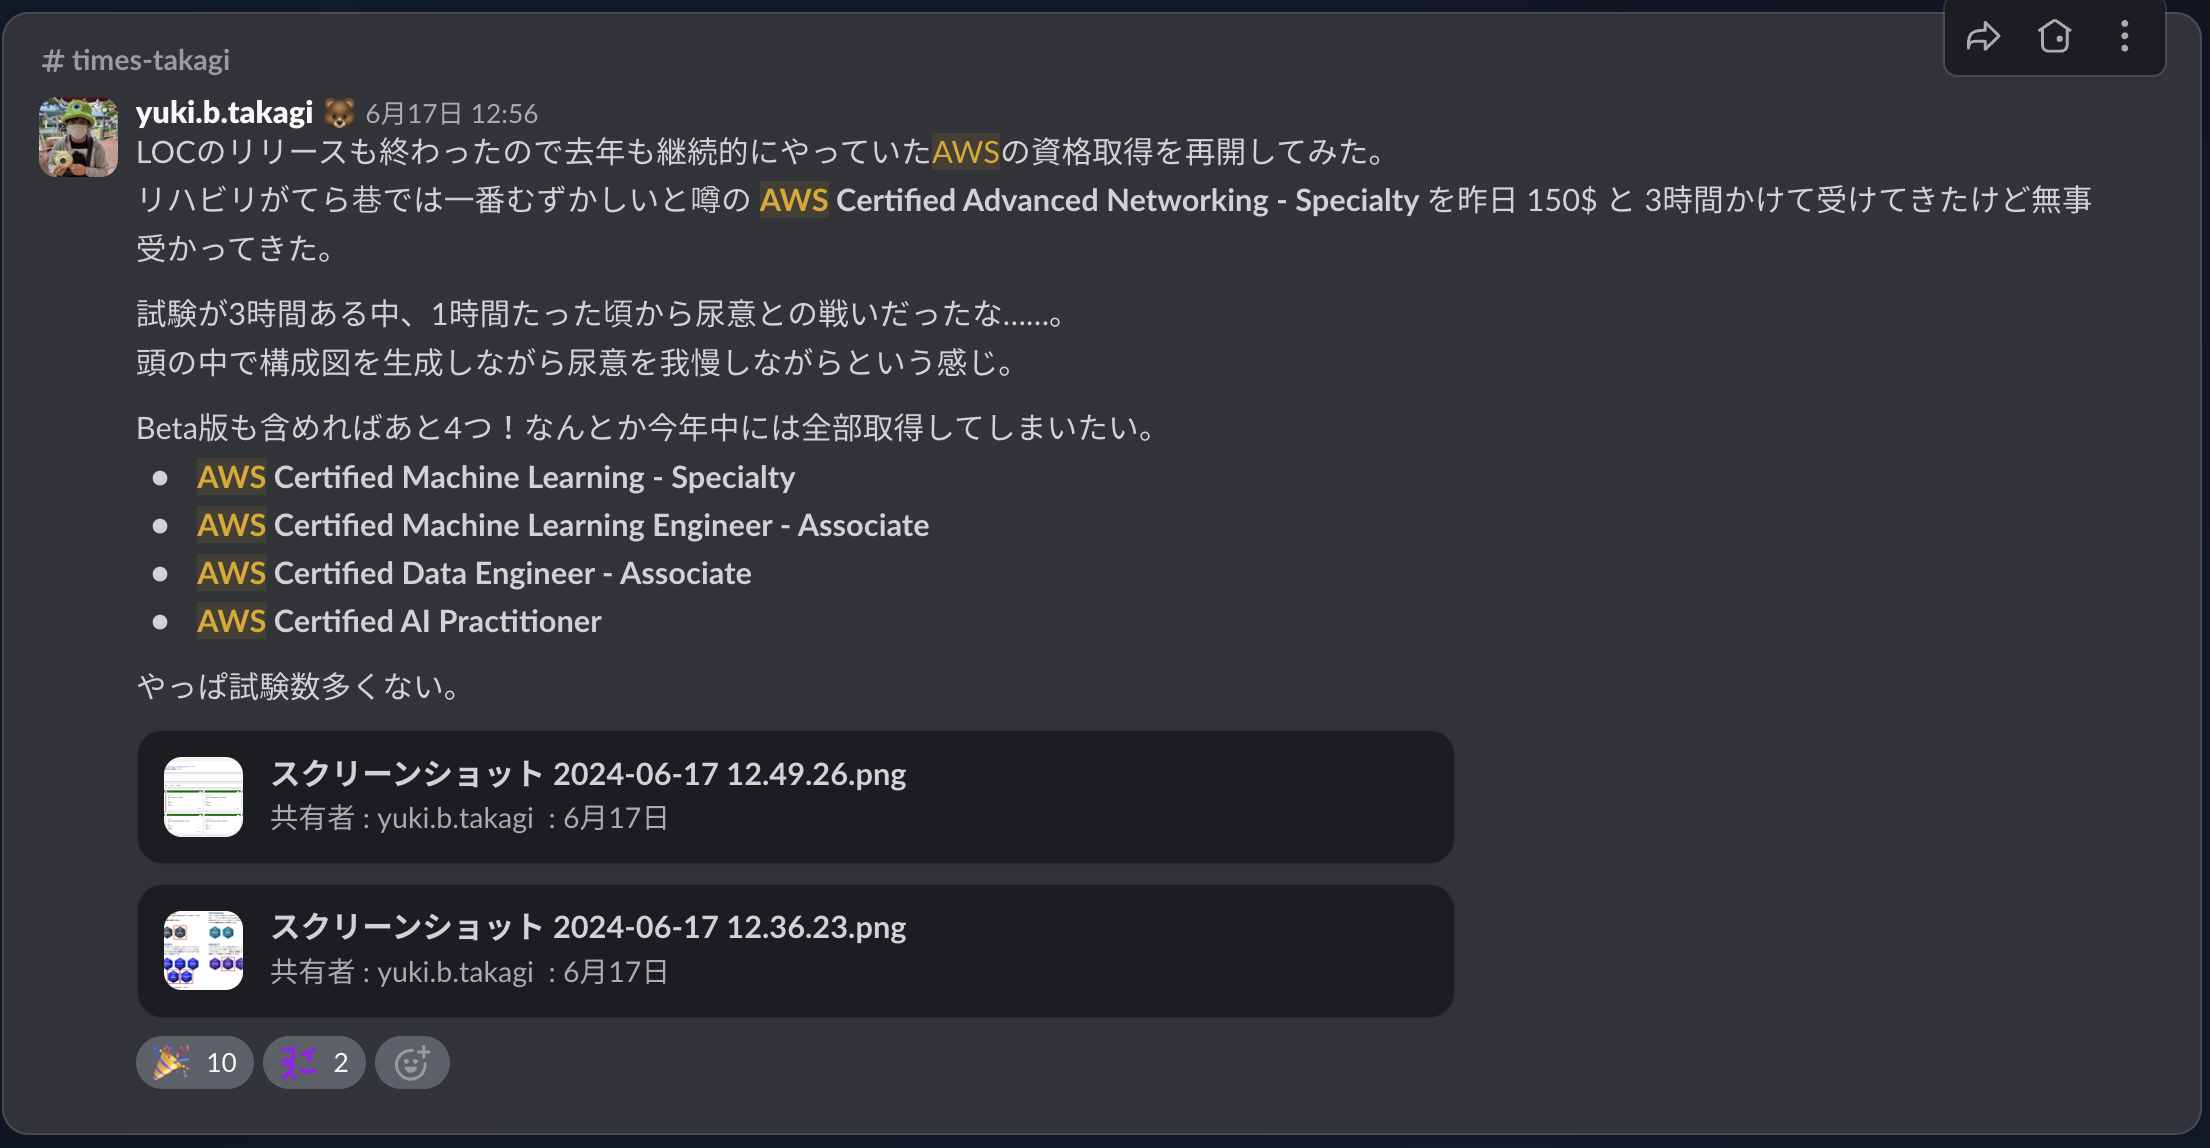 # times-takagi
yuki.b.takagi 6月17日 12:56
LOCのリリースも終わったので去年も継続的にやっていたAWSの資格取得を再開してみた。
リハビリがてら巷では一番むずかしいと噂の AWS Certified Advanced Networking - Specialty を昨日 150$ と 3時間かけて受けてきたけど無事
受かってきた。
試験が3時間ある中、1時間たった頃から尿意との戦いだったな……。
頭の中で構成図を生成しながら尿意を我慢しながらという感じ。
Beta版も含めればあと4つ！なんとか今年中には全部取得してしまいたい。
● AWS Certified Machine Learning - Specialty
● AWS Certified Machine Learning Engineer - Associate
● AWS Certified Data Engineer - Associate
● AWS Certified AI Practitioner
やっぱ試験数多くない。
スクリーンショット 2024-06-17 12.49.26.png
共有者 : yuki.b.takagi : 6月17日
スクリーンショット 2024-06-17 12.36.23.png
共有者 : yuki.b.takagi : 6月17日
10 2